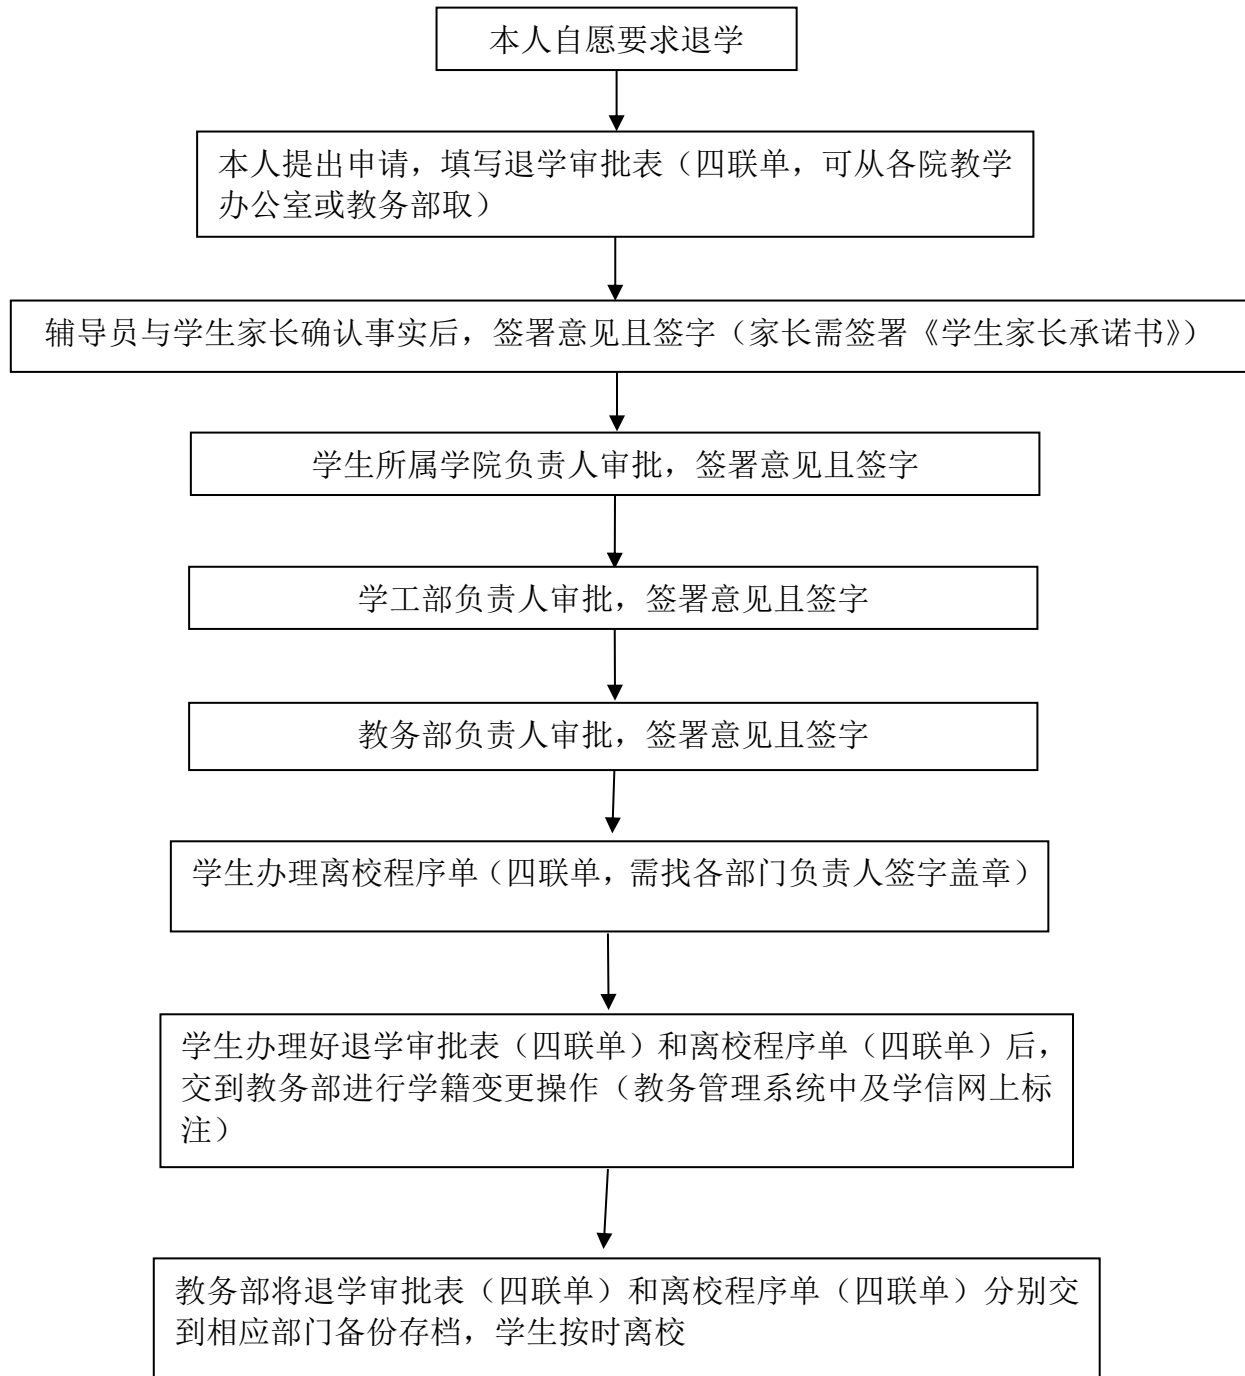 本人自愿要求退学
本人提出申请，填写退学审批表（四联单，可从各院教学
办公室或教务部取）
辅导员与学生家长确认事实后，签署意见且签字（家长需签署《学生家长承诺书》）
学生所属学院负责人审批，签署意见且签字
学工部负责人审批，签署意见且签字
教务部负责人审批，签署意见且签字
学生办理离校程序单（四联单，需找各部门负责人签字盖章）
学生办理好退学审批表（四联单）和离校程序单（四联单）后，
交到教务部进行学籍变更操作（教务管理系统中及学信网上标
注）
教务部将退学审批表（四联单）和离校程序单（四联单）分别交
到相应部门备份存档，学生按时离校